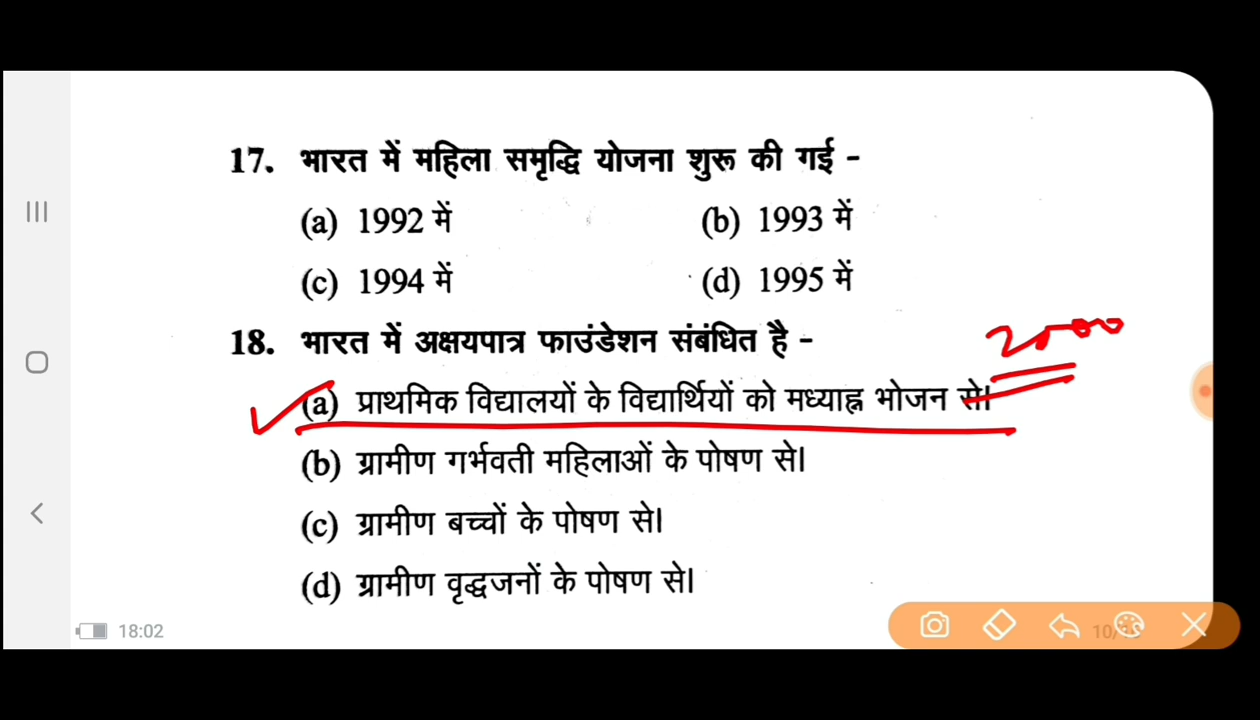 17. भारत में महिला समृद्धि योजना शुरू की गई -
(a) 1992 में (b) 1993 में
(c) 1994 में (d) 1995 में
18. भारत में अक्षयपात्र फाउंडेशन संबंधित है -
2000
(a) प्राथमिक विद्यालयों के विद्यार्थियों को मध्याह्न भोजन से।
(b) ग्रामीण गर्भवती महिलाओं के पोषण से।
(c) ग्रामीण बच्चों के पोषण से।
(d) ग्रामीण वृद्धजनों के पोषण से।
18:02